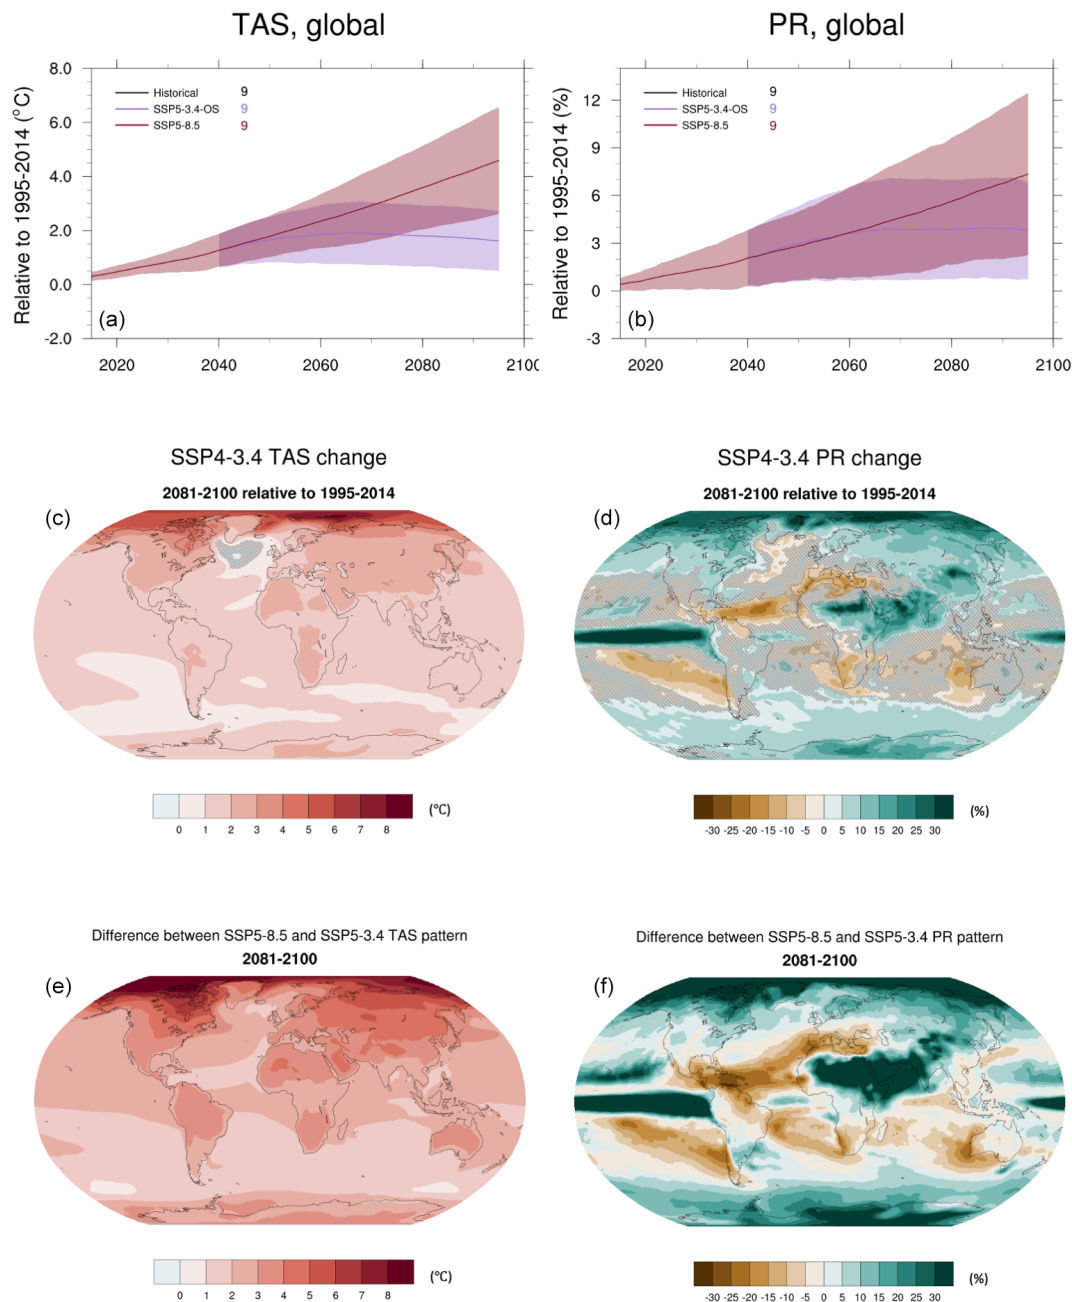 TAS, global
PR, global
8.0
6.0
4.0
2.0
0.0
-2.0
Relative to 1995-2014 (°C)
Historical 9
SSP5-3.4-OS 9
SSP5-8.5 9
(a)
2020 2040 2060 2080 2100
12
9
6
3
0
-3
Relative to 1995-2014 (%)
Historical 9
SSP5-3.4-OS 9
SSP5-8.5 9
(b)
2020 2040 2060 2080 2100
SSP4-3.4 TAS change
2081-2100 relative to 1995-2014
(c)
0 1 2 3 4 5 6 7 8
(°C)
SSP4-3.4 PR change
2081-2100 relative to 1995-2014
(d)
-30 -25 -20 -15 -10 -5 0 5 10 15 20 25 30
(%)
Difference between SSP5-8.5 and SSP5-3.4 TAS pattern
2081-2100
(e)
0 1 2 3 4 5 6 7 8
(°C)
Difference between SSP5-8.5 and SSP5-3.4 PR pattern
2081-2100
(f)
-30 -25 -20 -15 -10 -5 0 5 10 15 20 25 30
(%)